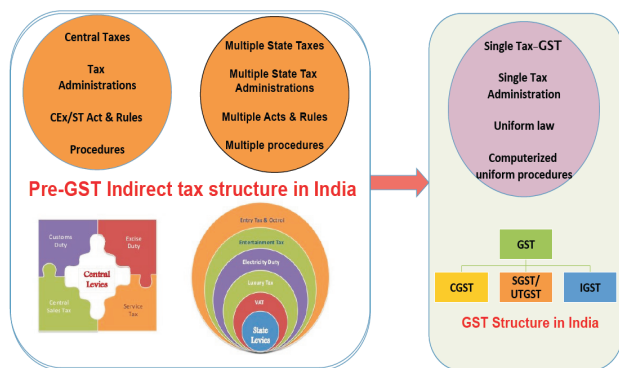 Central Taxes
Tax
Administrations
CEx/ST Act & Rules
Procedures
Multiple State Taxes
Multiple State Tax
Administrations
Multiple Acts & Rules
Multiple procedures
Pre-GST Indirect tax structure in India
Customs
Duty
Excise
Duty
Central
Levies
Central
Sales Tax
Service
Tax
Entry Tax & Octroi
Entertainment Tax
Electricity Duty
Luxury Tax
VAT
State
Levies
Single Tax-GST
Single Tax
Administration
Uniform law
Computerized
uniform procedures
GST
CGST
SGST/
UTGST
IGST
GST Structure in India